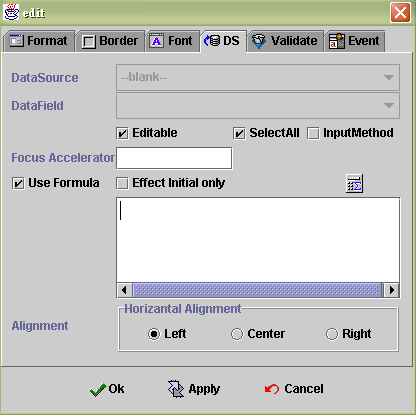 edit
Format Border Font DS Validate Event
DataSource --blank--
DataField
Editable SelectAll InputMethod
Focus Accelerator
Use Formula Effect Initial only
Horizantal Alignment
Alignment Left Center Right
Ok Apply Cancel